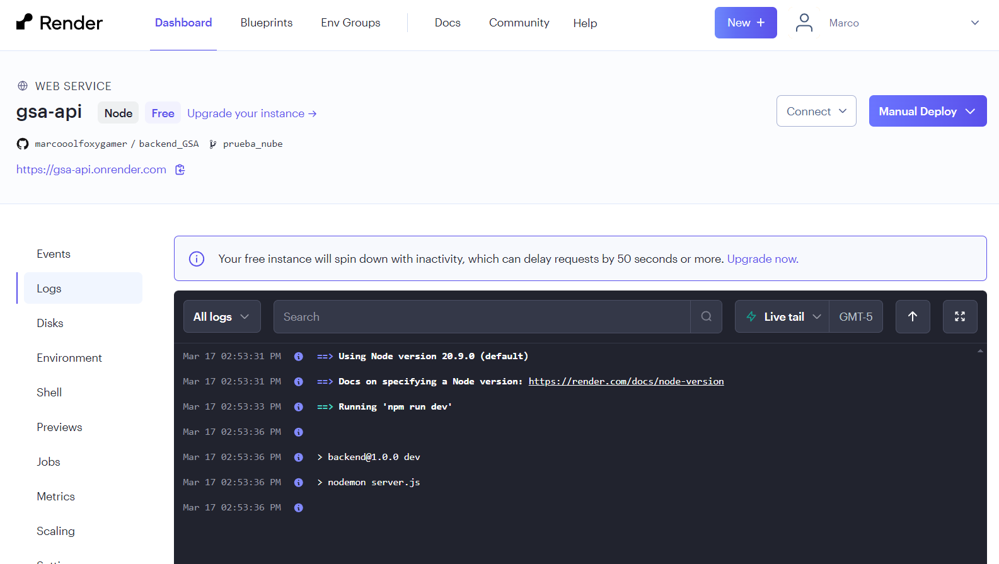 Render
Dashboard Blueprints Env Groups Docs Community Help New + Marco
WEB SERVICE
gsa-api Node Free Upgrade your instance →
Connect Manual Deploy
marcooolfoxygamer / backend_GSA prueba_nube
https://gsa-api.onrender.com
Your free instance will spin down with inactivity, which can delay requests by 50 seconds or more. Upgrade now.
Events
Logs
Disks
Environment
Shell
Previews
Jobs
Metrics
Scaling
All logs Search Live tail GMT-5
Mar 17 02:53:31 PM ==> Using Node version 20.9.0 (default)
Mar 17 02:53:31 PM ==> Docs on specifying a Node version: https://render.com/docs/node-version
Mar 17 02:53:33 PM ==> Running 'npm run dev'
Mar 17 02:53:36 PM
Mar 17 02:53:36 PM > backend@1.0.0 dev
Mar 17 02:53:36 PM > nodemon server.js
Mar 17 02:53:36 PM